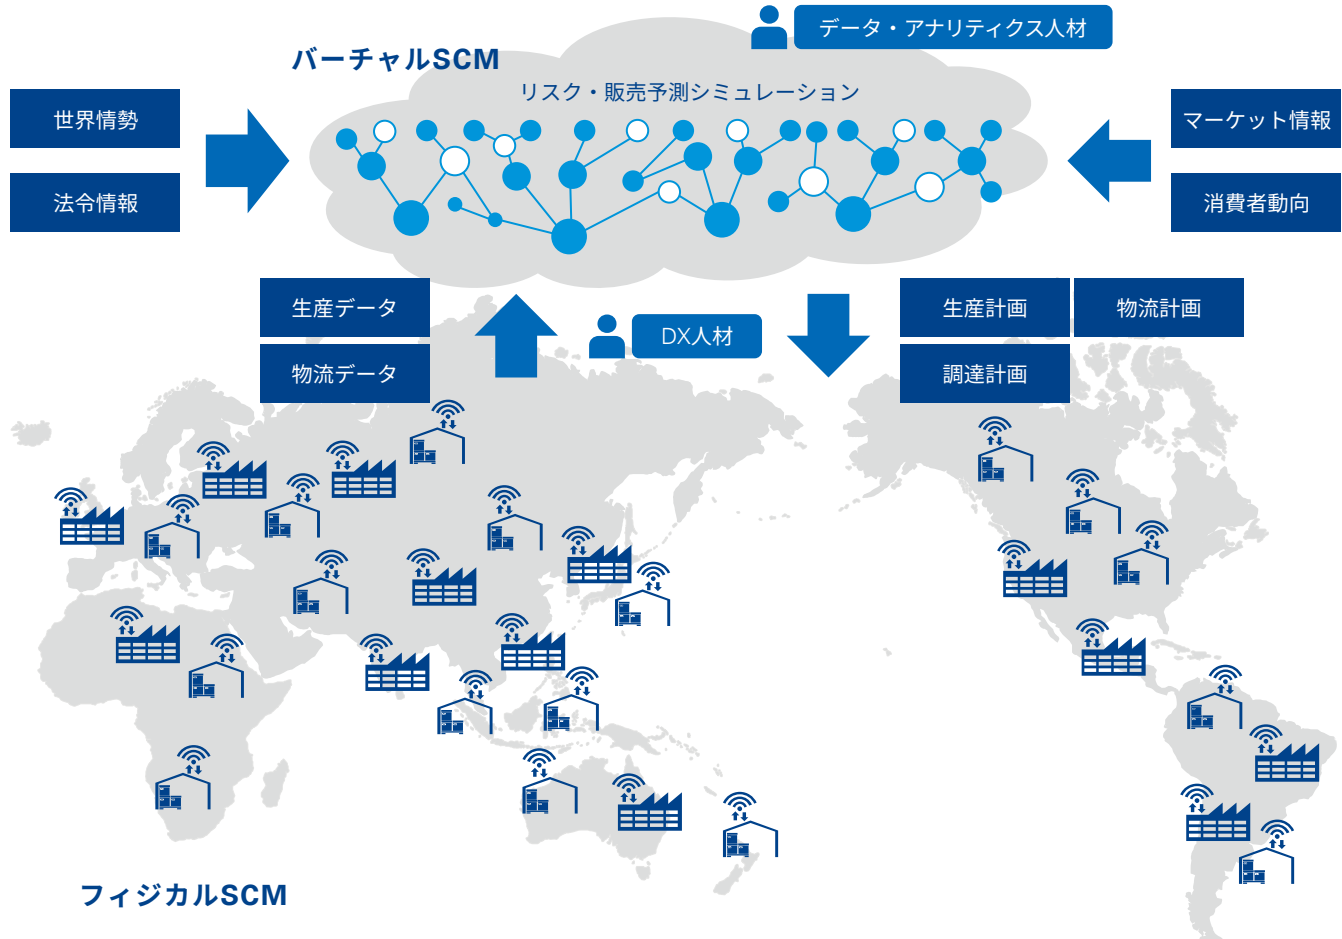 データ・アナリティクス人材
バーチャルSCM
リスク・販売予測シミュレーション
世界情勢
法令情報
マーケット情報
消費者動向
生産データ
物流データ
DX人材
生産計画
物流計画
調達計画
フィジカルSCM